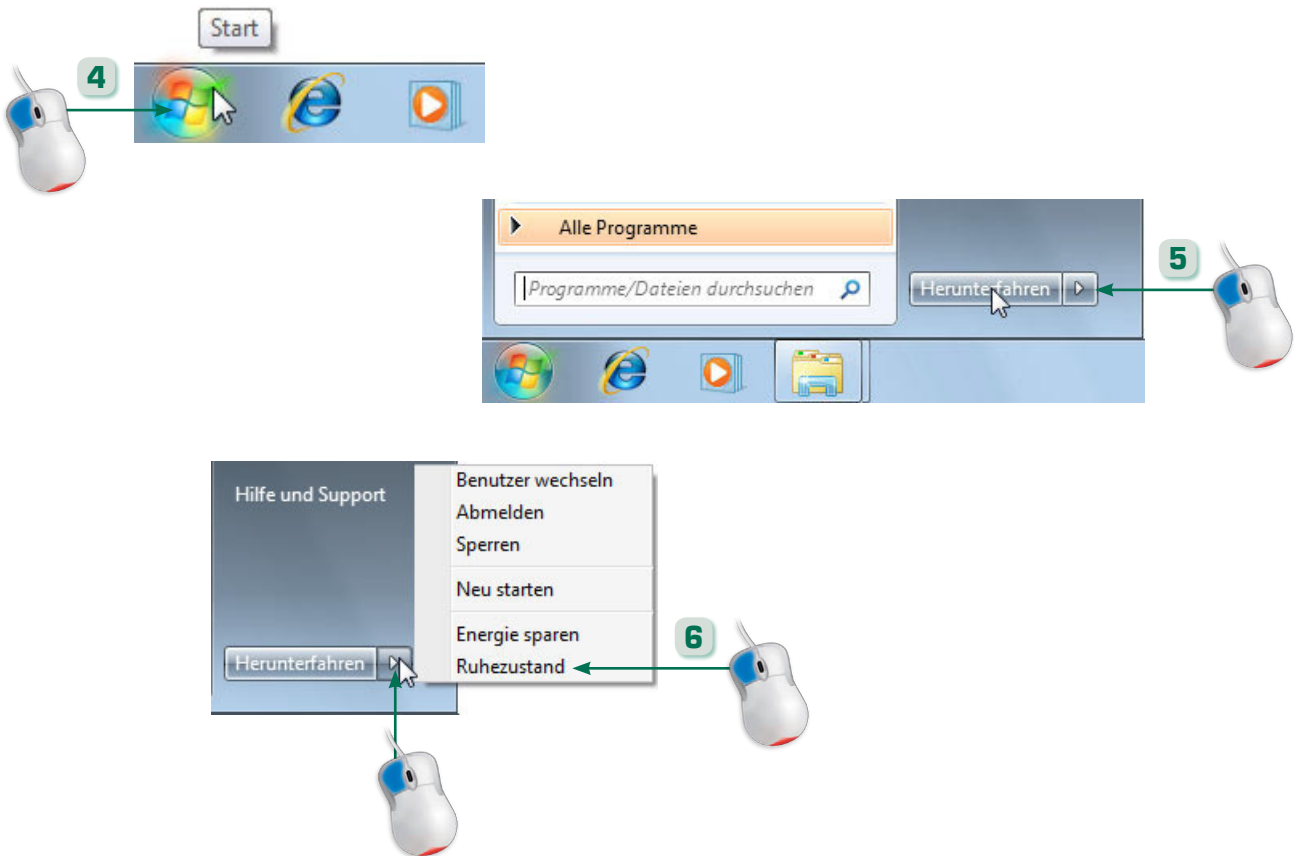 Start
4
Alle Programme
Programme/Dateien durchsuchen
Herunterfahren
5
Hilfe und Support
Benutzer wechseln
Abmelden
Sperren
Neu starten
Energie sparen
Ruhezustand
6
Herunterfahren